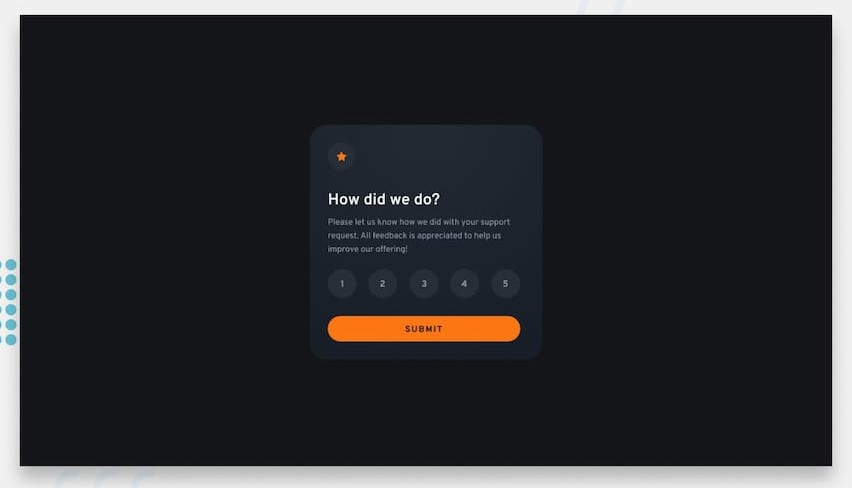 How did we do?
Please let us know how we did with your support
request. All feedback is appreciated to help us
improve our offering!
1 2 3 4 5
SUBMIT